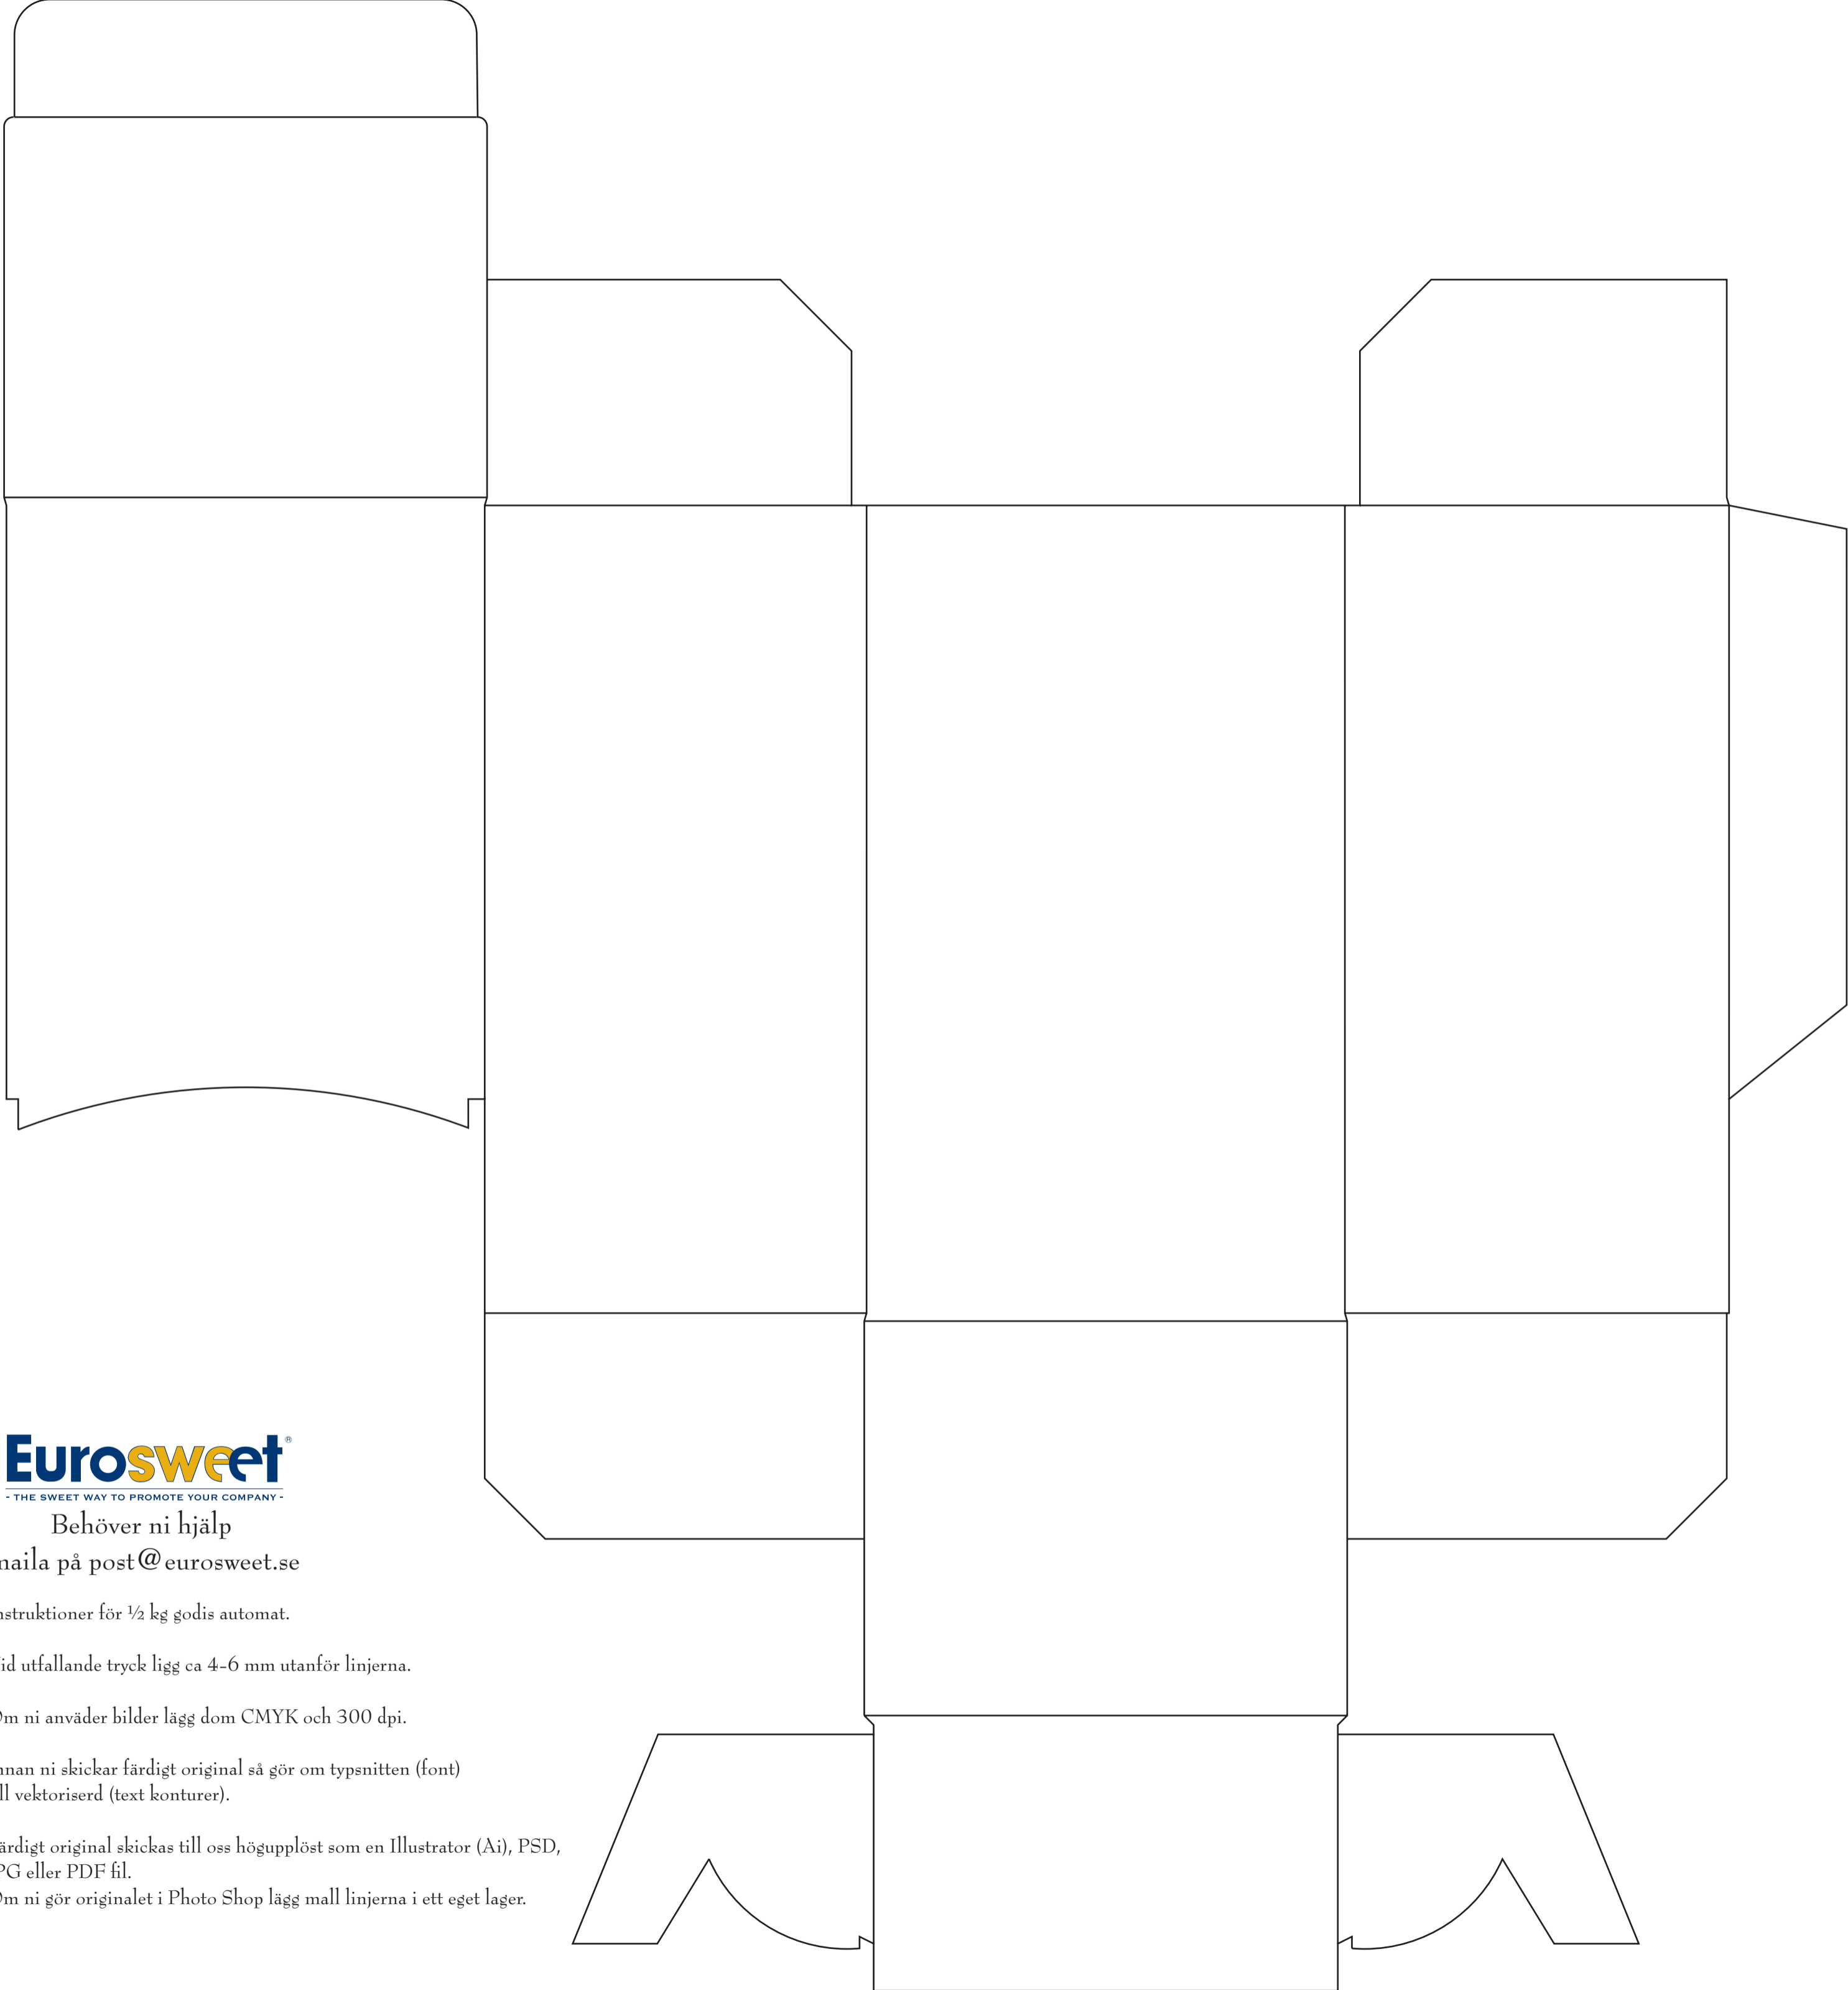 Eurosweet®
- THE SWEET WAY TO PROMOTE YOUR COMPANY -
Behöver ni hjälp
maila på post@eurosweet.se
nstruktioner för ½ kg godis automat.
id utfallande tryck ligg ca 4-6 mm utanför linjerna.
Om ni anväder bilder lägg dom CMYK och 300 dpi.
nnan ni skickar färdigt original så gör om typsnitten (font)
ll vektoriserd (text konturer).
ärdigt original skickas till oss högupplöst som en Illustrator (Ai), PSD,
PG eller PDF fil.
Om ni gör originalet i Photo Shop lägg mall linjerna i ett eget lager.